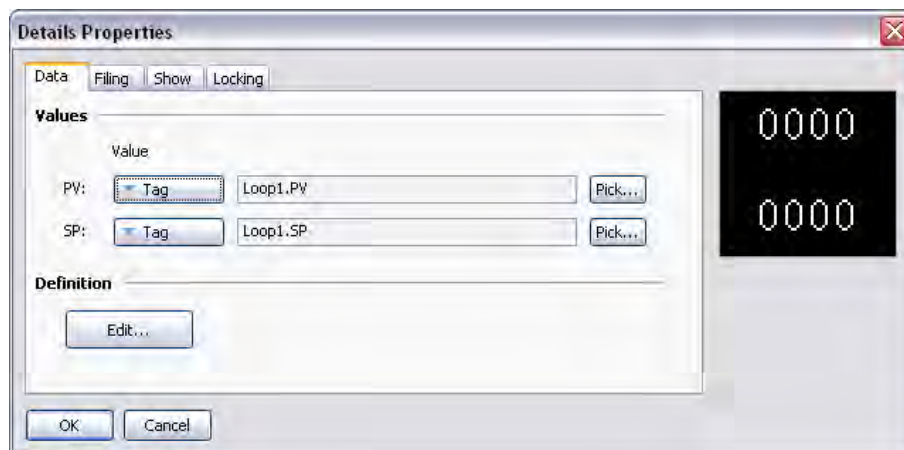 Details Properties
Data Filing Show Locking
Values
Value
PV: Tag Loop1.PV Pick...
SP: Tag Loop1.SP Pick...
Definition
Edit...
OK Cancel
0000
0000